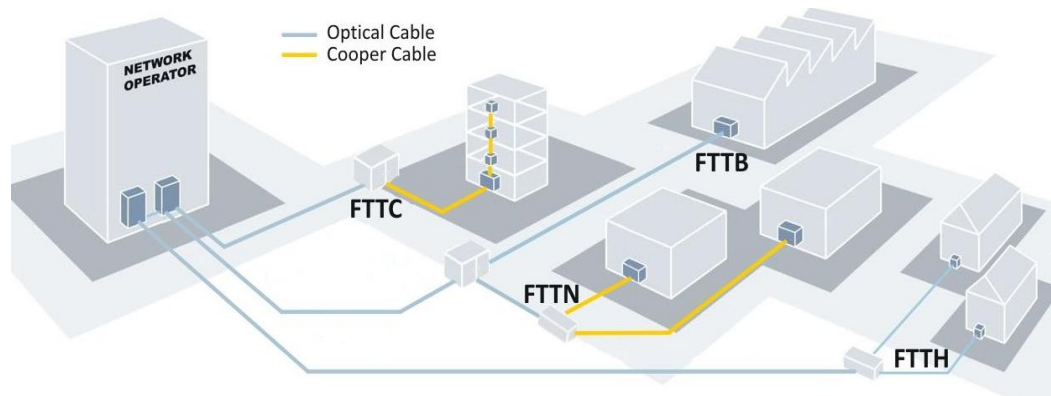 NETWORK
OPERATOR
Optical Cable
Cooper Cable
FTTC
FTTB
FTTN
FTTH